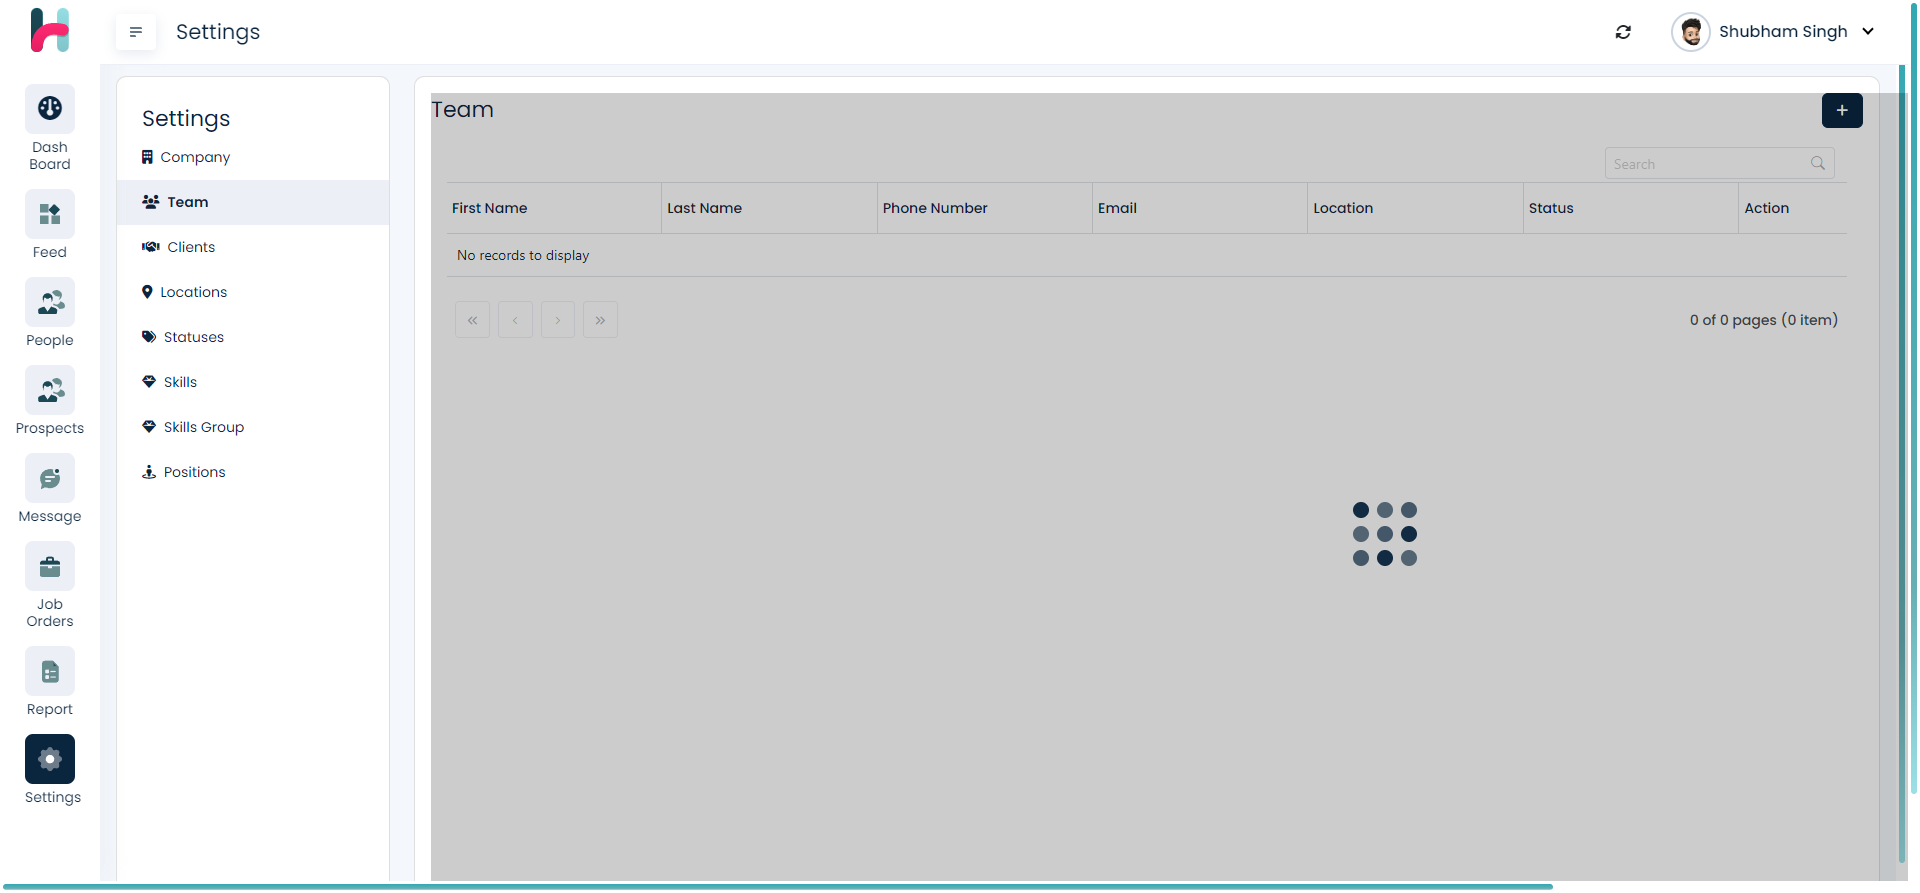 Settings
Shubham Singh
Dash
Board
Feed
People
Prospects
Message
Job
Orders
Report
Settings
Settings
Company
Team
Clients
Locations
Statuses
Skills
Skills Group
Positions
Team
+
Search
First Name Last Name Phone Number Email Location Status Action
No records to display
0 of 0 pages (0 item)